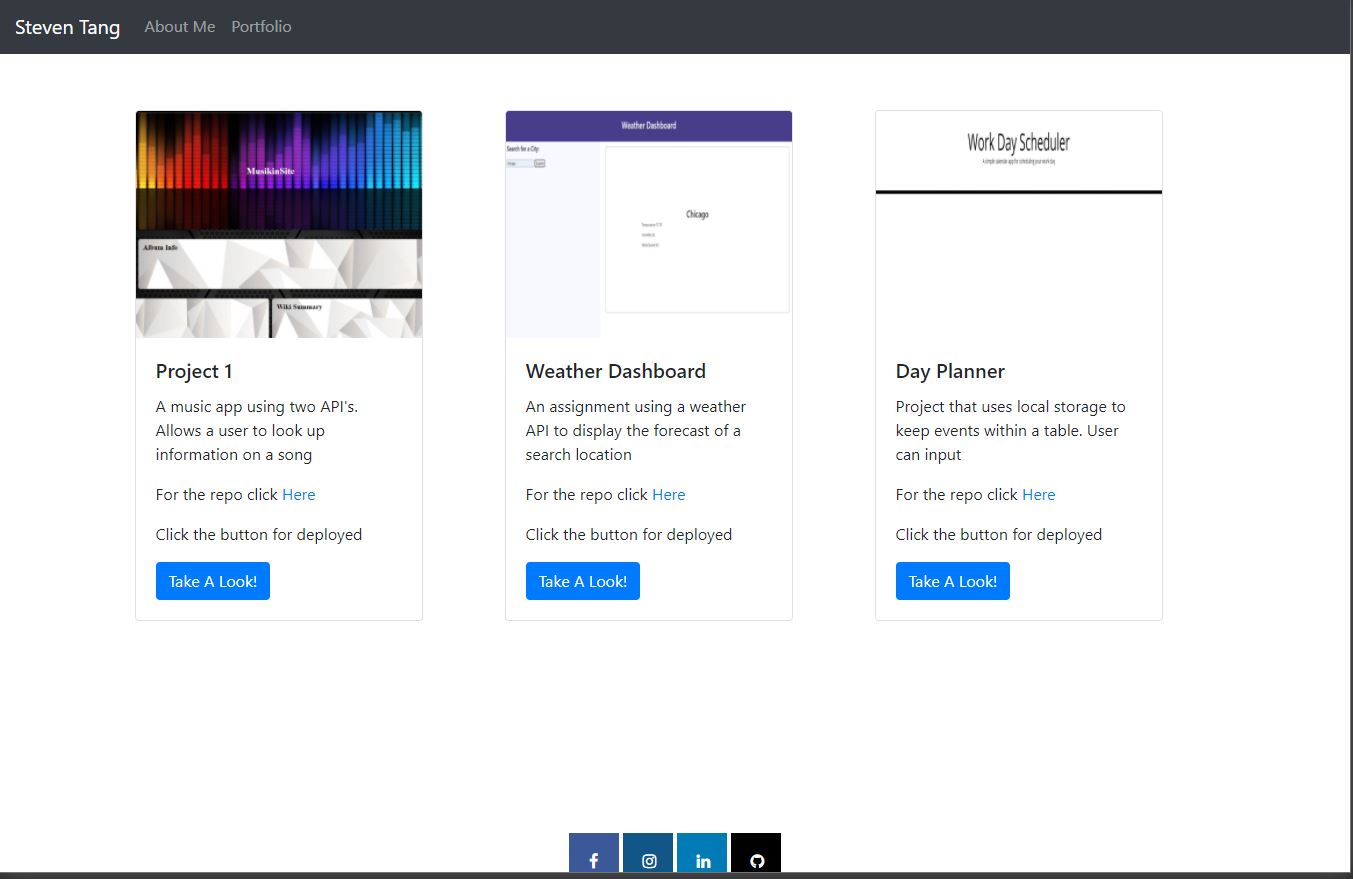 Steven Tang About Me Portfolio
MusikinSite
Album Info
Wiki Summary
Project 1
A music app using two API's.
Allows a user to look up
information on a song
For the repo click Here
Click the button for deployed
Take A Look!
Weather Dashboard
Search for a City:
Chicago
Weather Dashboard
An assignment using a weather
API to display the forecast of a
search location
For the repo click Here
Click the button for deployed
Take A Look!
Work Day Scheduler
A simple calendar app for scheduling your work day
Day Planner
Project that uses local storage to
keep events within a table. User
can input
For the repo click Here
Click the button for deployed
Take A Look!